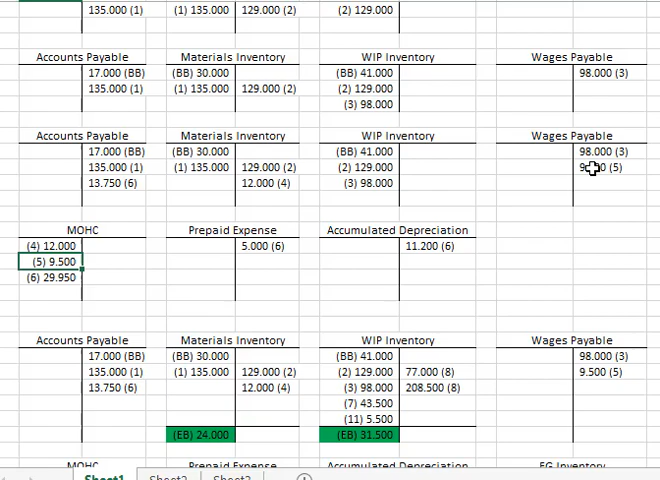 135.000 (1) (1) 135.000 129.000 (2) (2) 129.000
Accounts Payable Materials Inventory WIP Inventory Wages Payable
17.000 (BB) (BB) 30.000 (BB) 41.000 98.000 (3)
135.000 (1) (1) 135.000 129.000 (2) (2) 129.000
(3) 98.000
Accounts Payable Materials Inventory WIP Inventory Wages Payable
17.000 (BB) (BB) 30.000 (BB) 41.000 98.000 (3)
135.000 (1) (1) 135.000 129.000 (2) (2) 129.000 (5)
13.750 (6) 12.000 (4) (3) 98.000
MOHC Prepaid Expense Accumulated Depreciation
(4) 12.000 5.000 (6) 11.200 (6)
(5) 9.500
(6) 29.950
Accounts Payable Materials Inventory WIP Inventory Wages Payable
17.000 (BB) (BB) 30.000 (BB) 41.000 98.000 (3)
135.000 (1) (1) 135.000 129.000 (2) (2) 129.000 77.000 (8) 9.500 (5)
13.750 (6) 12.000 (4) (3) 98.000 208.500 (8)
(7) 43.500
(11) 5.500
(EB) 24.000 (EB) 31.500
MOHC Prepaid Expense Accumulated Depreciation FG Inventory
Sheet1 Sheet2 Sheet3